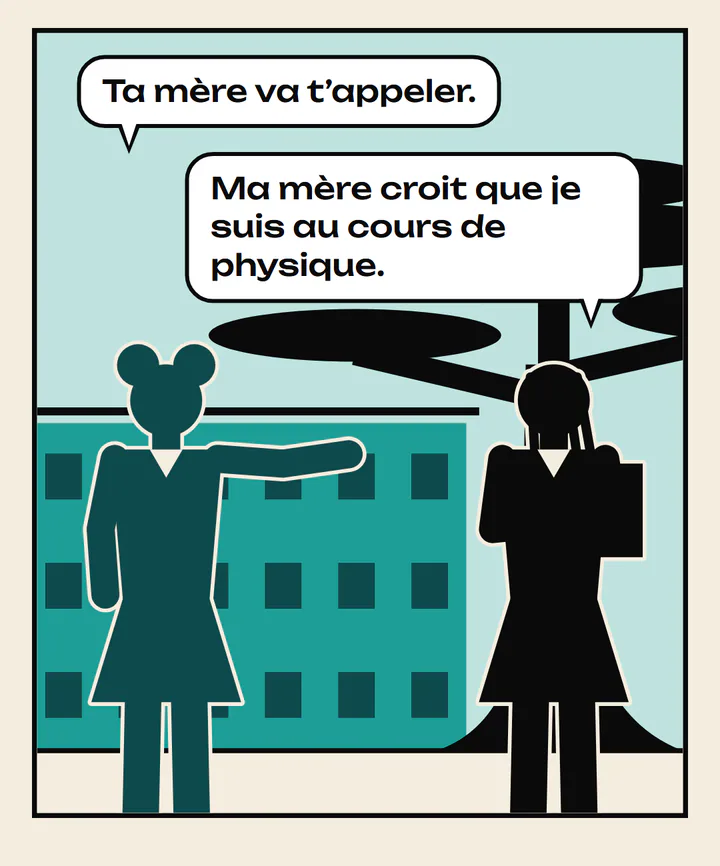 Ta mère va t’appeler.
Ma mère croit que je
suis au cours de
physique.